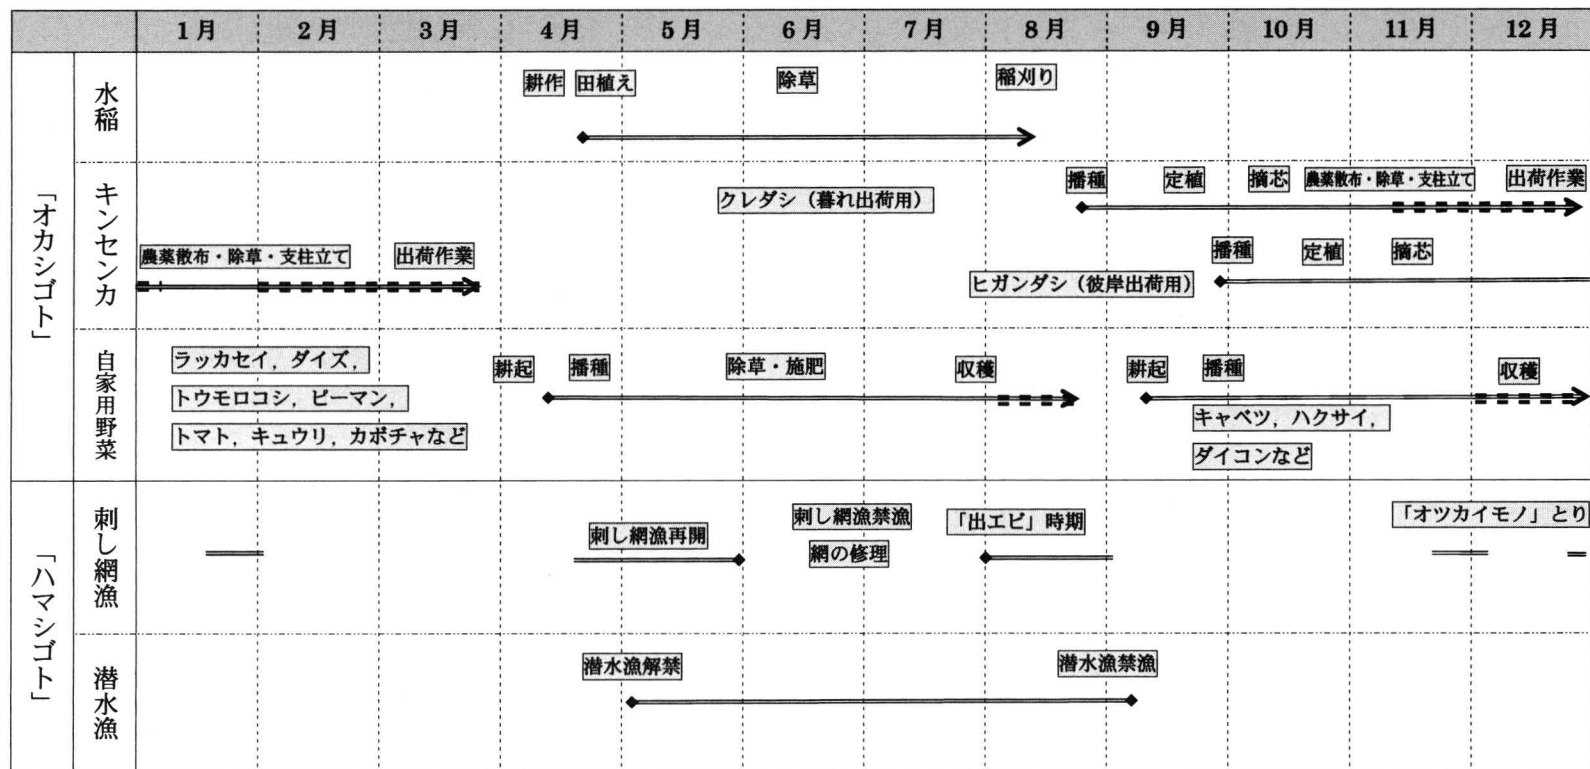 1月 2月 3月 4月 5月 6月 7月 8月 9月 10月 11月 12月
「オカシゴト」
水稲
耕作 田植え 除草 稲刈り
キンセンカ
クレダシ（暮れ出荷用） 播種 定植 摘芯 農薬散布・除草・支柱立て 出荷作業
農薬散布・除草・支柱立て 出荷作業 ヒガンダシ（彼岸出荷用） 播種 定植 摘芯
自家用野菜
ラッカセイ，ダイズ，
トウモロコシ，ピーマン，
トマト，キュウリ，カボチャなど
耕起 播種 除草・施肥 収穫 耕起 播種 収穫
キャベツ，ハクサイ，
ダイコンなど
「ハマシゴト」
刺し網漁
刺し網漁再開 刺し網漁禁漁 「出エビ」時期 「オツカイモノ」とり
網の修理
潜水漁
潜水漁解禁 潜水漁禁漁